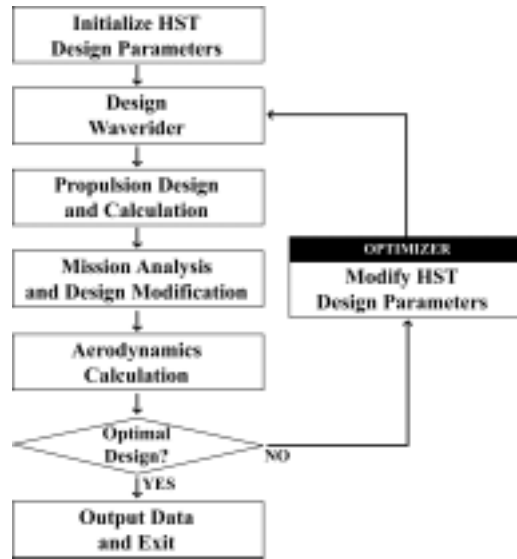 Initialize HST
Design Parameters
Design
Waverider
Propulsion Design
and Calculation
Mission Analysis
and Design Modification
Aerodynamics
Calculation
Optimal
Design?
NO
YES
Output Data
and Exit
OPTIMIZER
Modify HST
Design Parameters